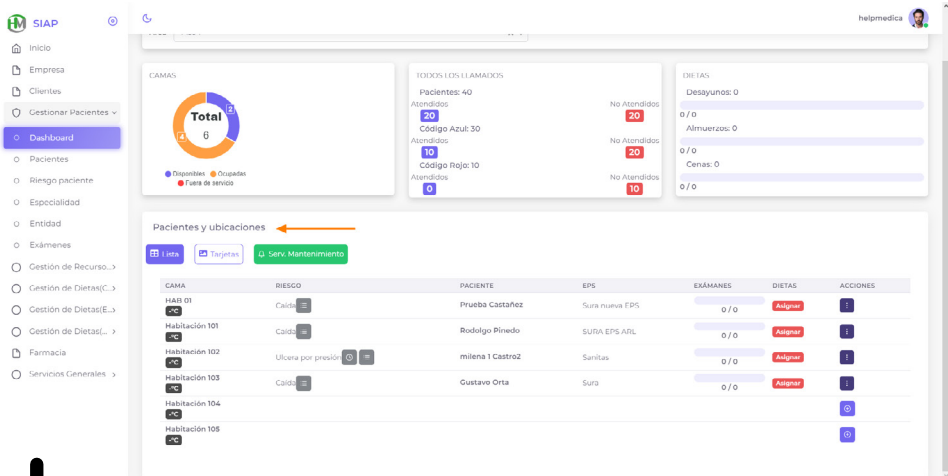 SIAP
helpmedica
Inicio
Empresa
Clientes
Gestionar Pacientes
Dashboard
Pacientes
Riesgo paciente
Especialidad
Entidad
Exámenes
Gestión de Recurso...
Gestión de Dietas(C...
Gestión de Dietas(E...
Gestión de Dietas(...
Farmacia
Servicios Generales
CAMAS
Total
6
2
4
Disponibles Ocupadas
Fuera de servicio
TODOS LOS LLAMADOS
Pacientes: 40
Atendidos No Atendidos
20 20
Código Azul: 30
Atendidos No Atendidos
10 20
Código Rojo: 10
Atendidos No Atendidos
0 10
DIETAS
Desayunos: 0
0 / 0
Almuerzos: 0
0 / 0
Cenas: 0
0 / 0
Pacientes y ubicaciones
Lista Tarjetas Serv. Mantenimiento
CAMA RIESGO PACIENTE EPS EXÁMANES DIETAS ACCIONES
HAB 01 Caída Prueba Castañez Sura nueva EPS 0 / 0 Asignar
-°C
Habitación 101 Caída Rodolgo Pinedo SURA EPS ARL 0 / 0 Asignar
-°C
Habitación 102 Ulcera por presión milena 1 Castro2 Sanitas 0 / 0 Asignar
-°C
Habitación 103 Caída Gustavo Orta Sura 0 / 0 Asignar
-°C
Habitación 104
-°C
Habitación 105
-°C